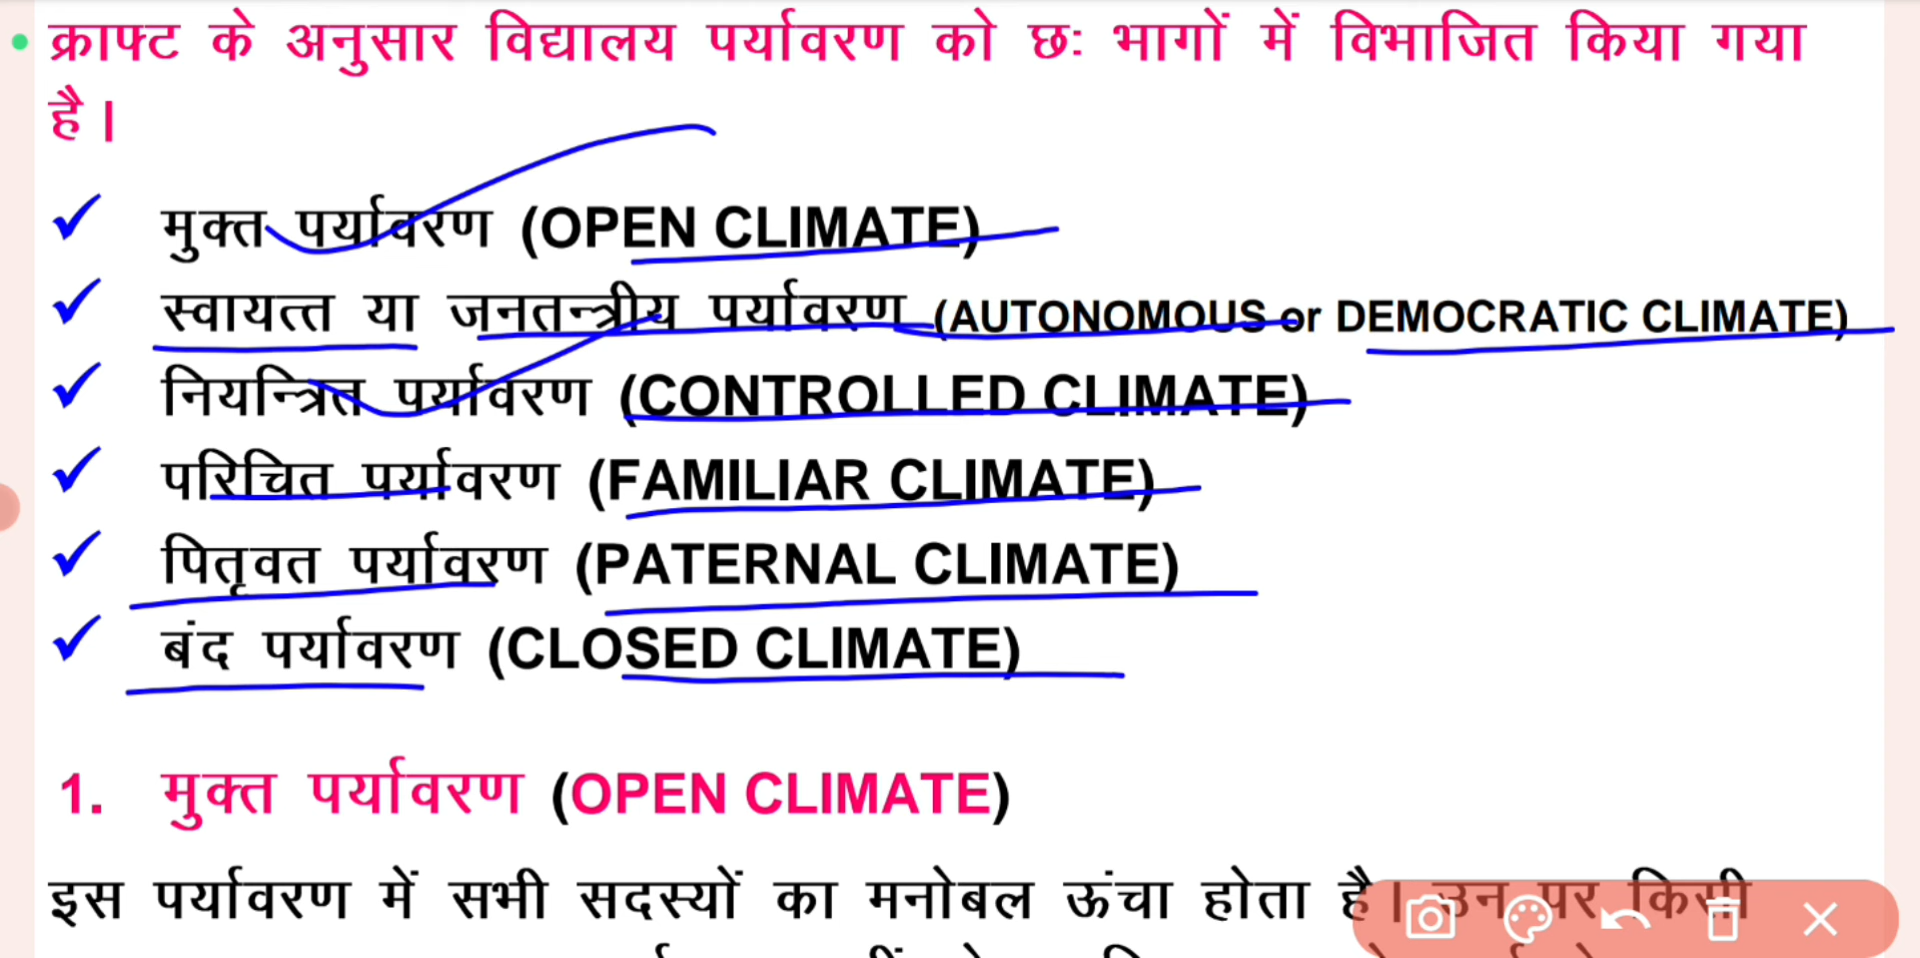 क्राफ्ट के अनुसार विद्यालय पर्यावरण को छः भागों में विभाजित किया गया
है।
मुक्त पर्यावरण (OPEN CLIMATE)
स्वायत्त या जनतन्त्रीय पर्यावरण (AUTONOMOUS or DEMOCRATIC CLIMATE)
नियन्त्रित पर्यावरण (CONTROLLED CLIMATE)
परिचित पर्यावरण (FAMILIAR CLIMATE)
पितृवत पर्यावरण (PATERNAL CLIMATE)
बंद पर्यावरण (CLOSED CLIMATE)
1. मुक्त पर्यावरण (OPEN CLIMATE)
इस पर्यावरण में सभी सदस्यों का मनोबल ऊंचा होता है। उन पर किसी